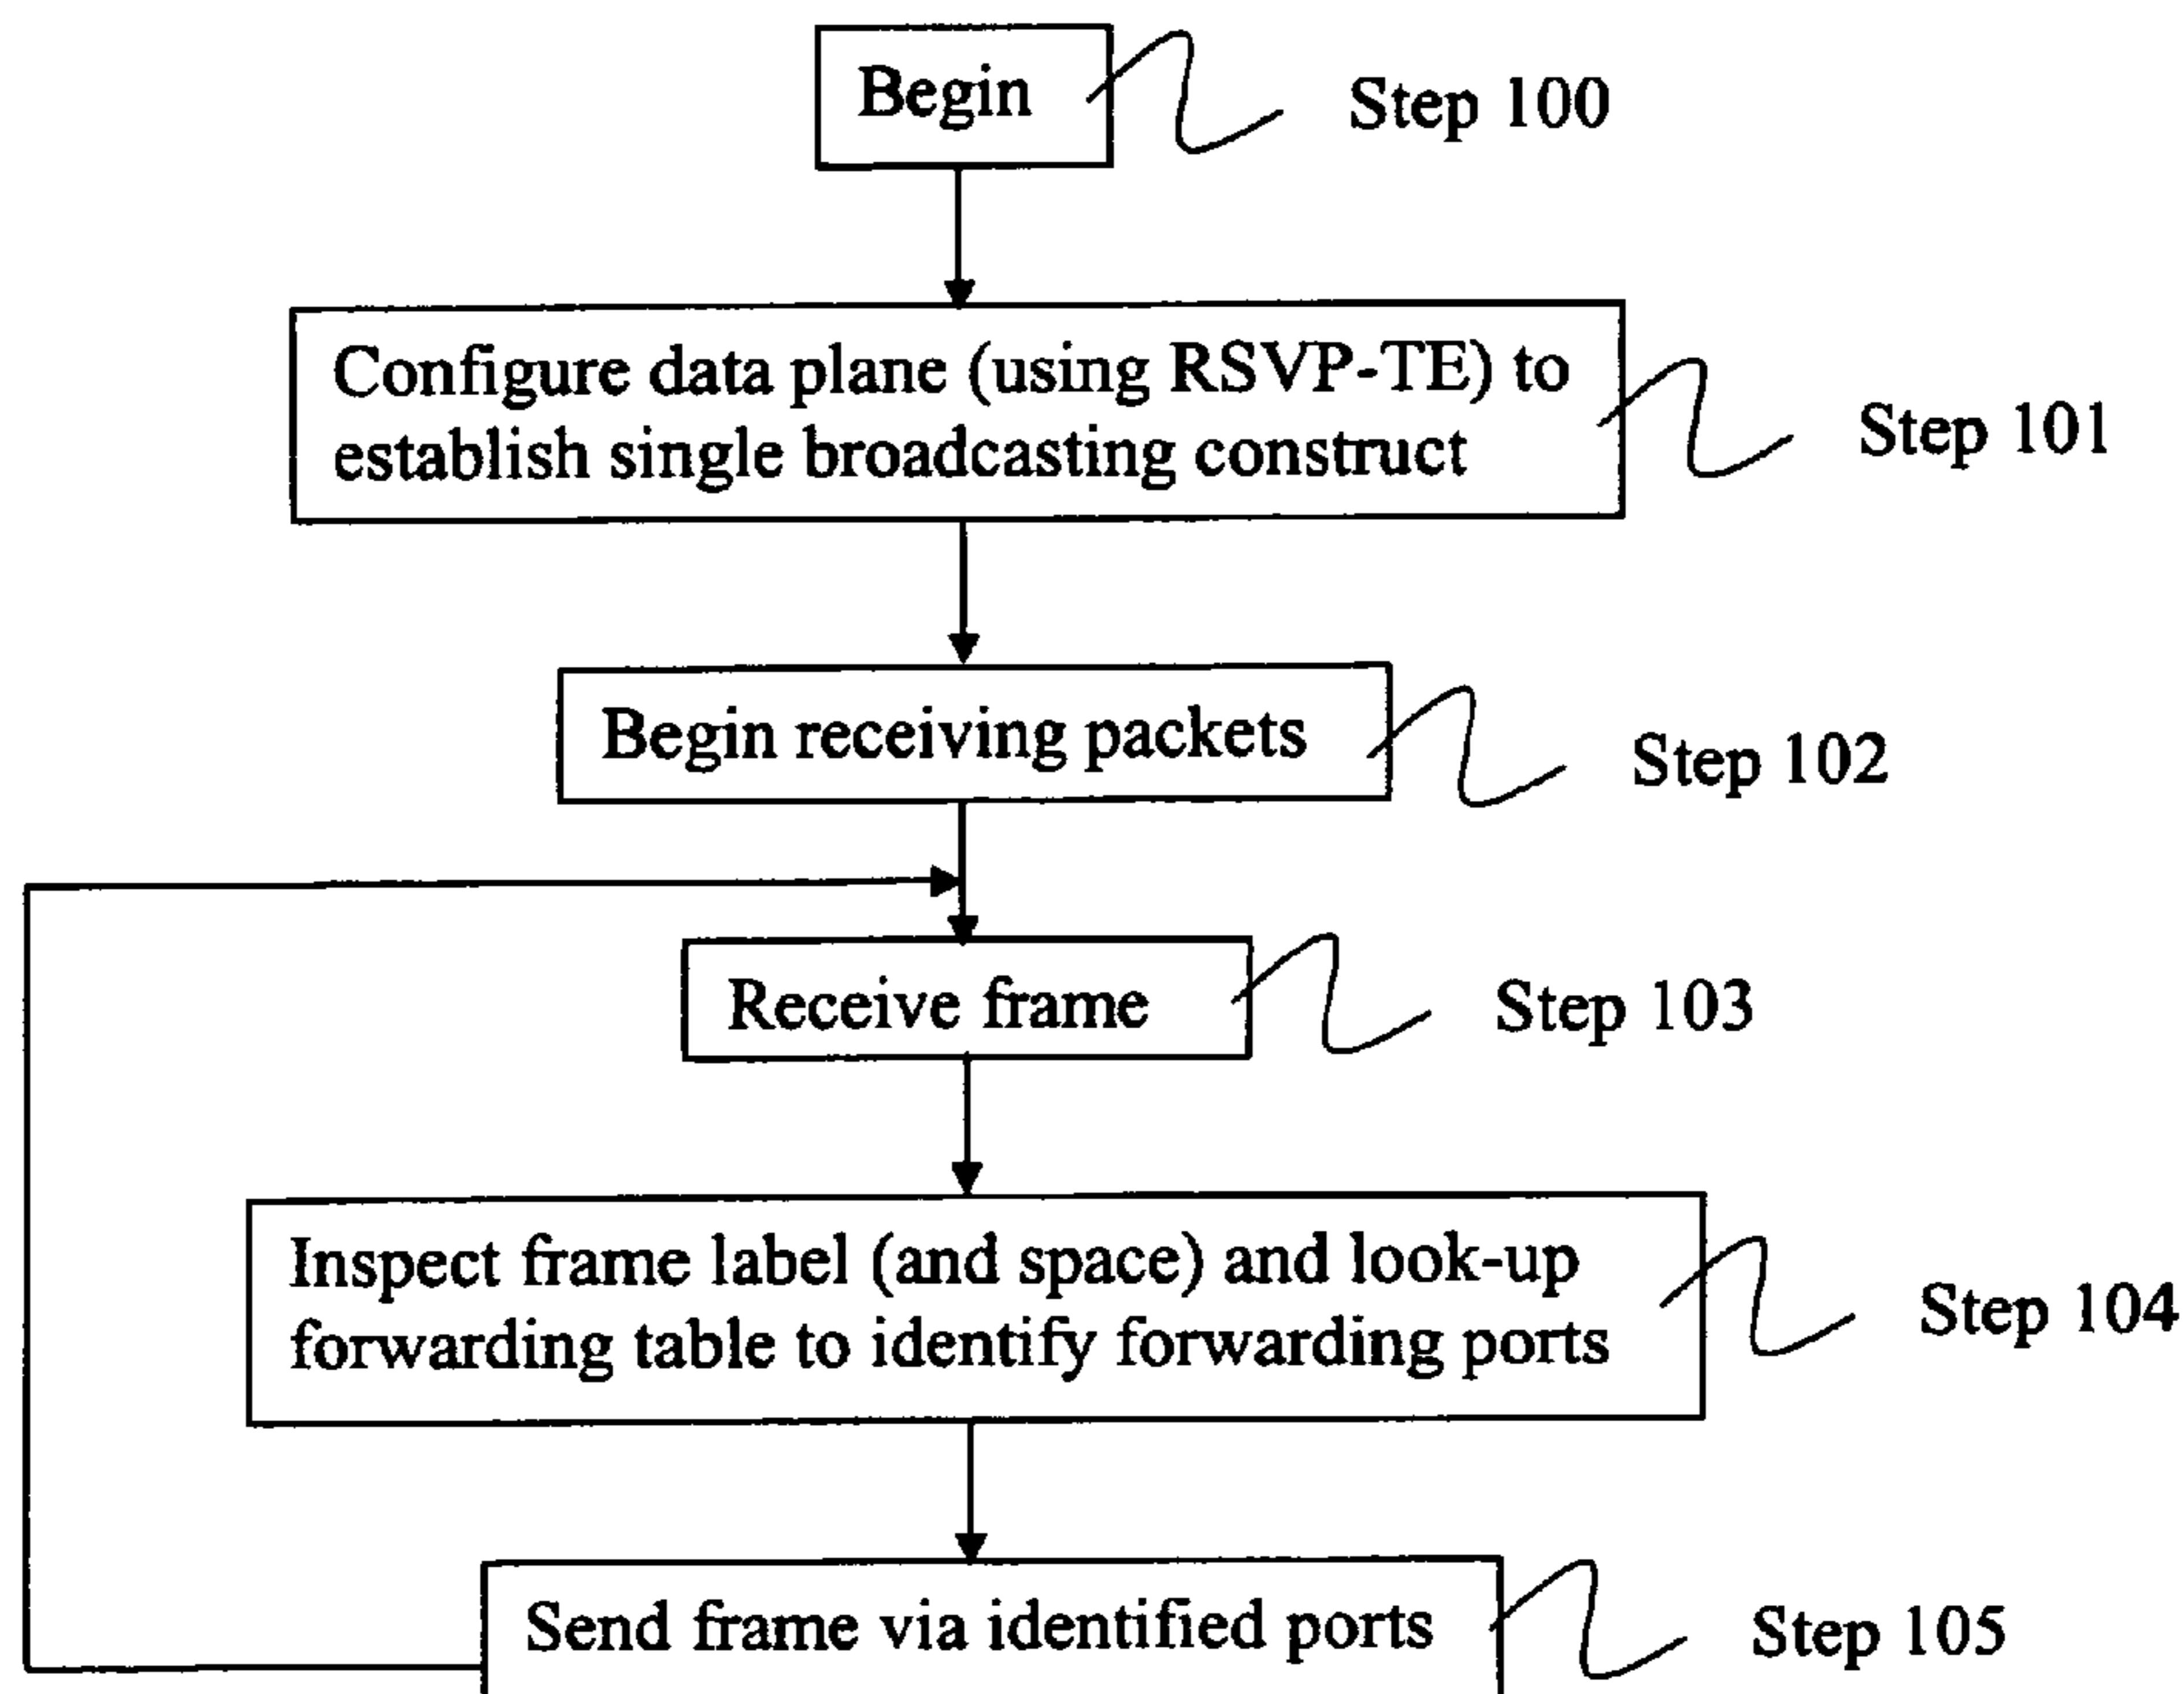 Begin
Step 100
Configure data plane (using RSVP-TE) to
establish single broadcasting construct
Step 101
Begin receiving packets
Step 102
Receive frame
Step 103
Inspect frame label (and space) and look-up
forwarding table to identify forwarding ports
Step 104
Send frame via identified ports
Step 105